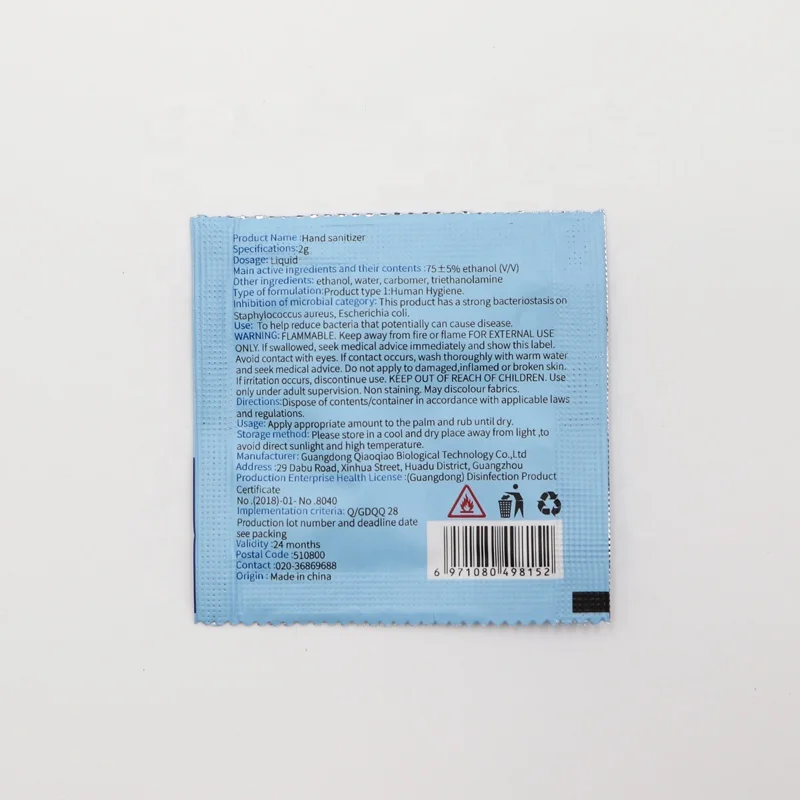 Product Name :Hand sanitizer
Specifications:2g
Dosage: Liquid
Main active ingredients and their contents :75±5% ethanol (V/V)
Other ingredients: ethanol, water, carbomer, triethanolamine
Type of formulation:Product type 1:Human Hygiene.
Inhibition of microbial category: This product has a strong bacteriostasis on
Staphylococcus aureus, Escherichia coli.
Use: To help reduce bacteria that potentially can cause disease.
WARNING: FLAMMABLE. Keep away from fire or flame FOR EXTERNAL USE
ONLY. If swallowed, seek medical advice immediately and show this label.
Avoid contact with eyes. If contact occurs, wash thoroughly with warm water
and seek medical advice. Do not apply to damaged,inflamed or broken skin.
If irritation occurs, discontinue use. KEEP OUT OF REACH OF CHILDREN. Use
only under adult supervision. Non staining. May discolour fabrics.
Directions:Dispose of contents/container in accordance with applicable laws
and regulations.
Usage: Apply appropriate amount to the palm and rub until dry.
Storage method: Please store in a cool and dry place away from light ,to
avoid direct sunlight and high temperature.
Manufacturer: Guangdong Qiaoqiao Biological Technology Co.,Ltd
Address :29 Dabu Road, Xinhua Street, Huadu District, Guangzhou
Production Enterprise Health License :(Guangdong) Disinfection Product
Certificate
No .(2018)-01- No .8040
Implementation criteria: Q/GDQQ 28
Production lot number and deadline date
see packing
Validity :24 months
Postal Code :510800
Contact :020-36869688
Origin : Made in china
6 971080 498152